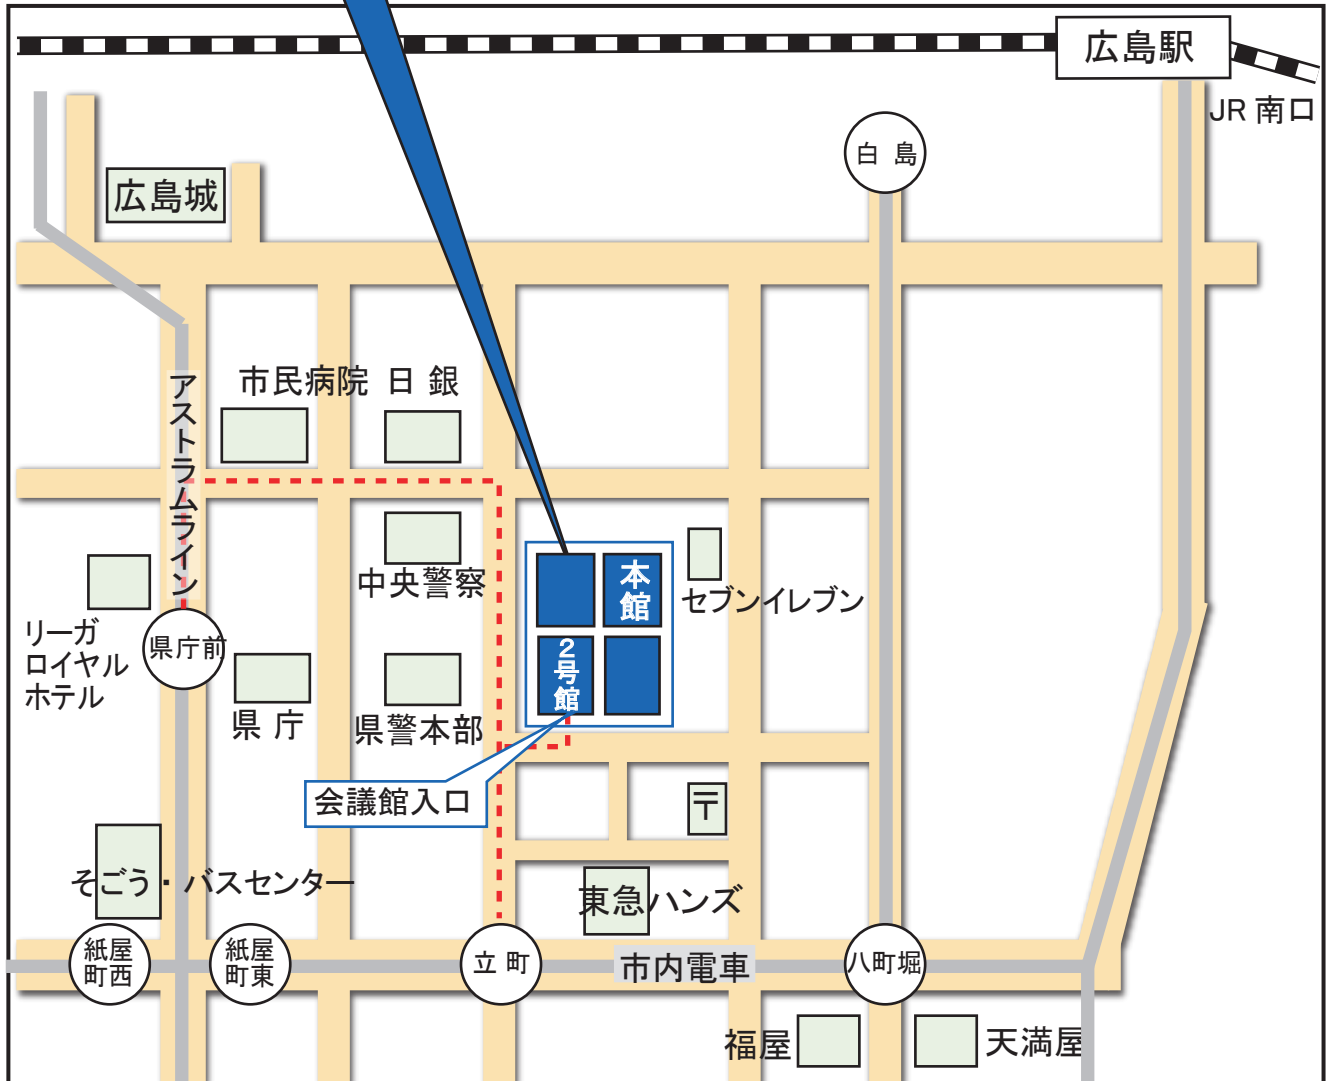 広島駅
JR 南口
白 島
広島城
市民病院
日 銀
アストラムライン
本館
中央警察
セブンイレブン
リーガ
ロイヤル
ホテル
県庁前
2号館
県 庁
県警本部
会議館入口
〒
そごう・バスセンター
東急ハンズ
紙屋
町西
紙屋
町東
立 町
市内電車
八町堀
福屋
天満屋